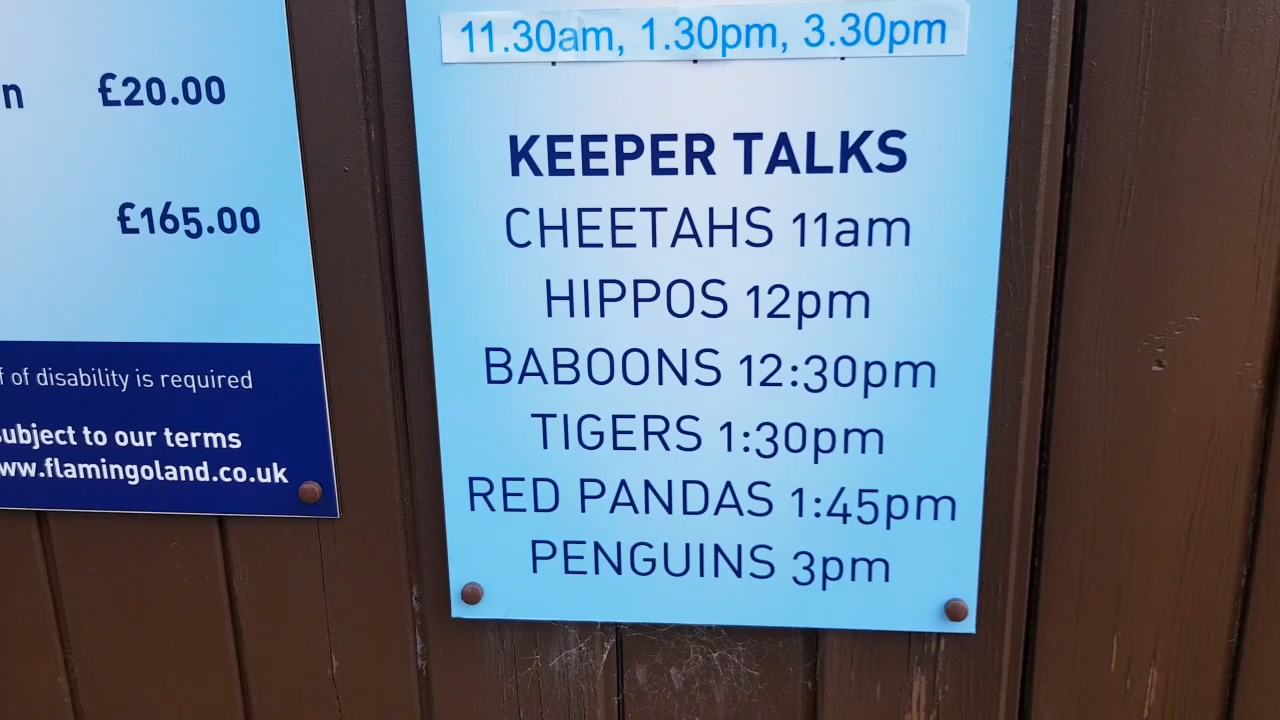 £20.00
£165.00
of disability is required
subject to our terms
www.flamingoland.co.uk
11.30am, 1.30pm, 3.30pm
KEEPER TALKS
CHEETAHS 11am
HIPPOS 12pm
BABOONS 12:30pm
TIGERS 1:30pm
RED PANDAS 1:45pm
PENGUINS 3pm